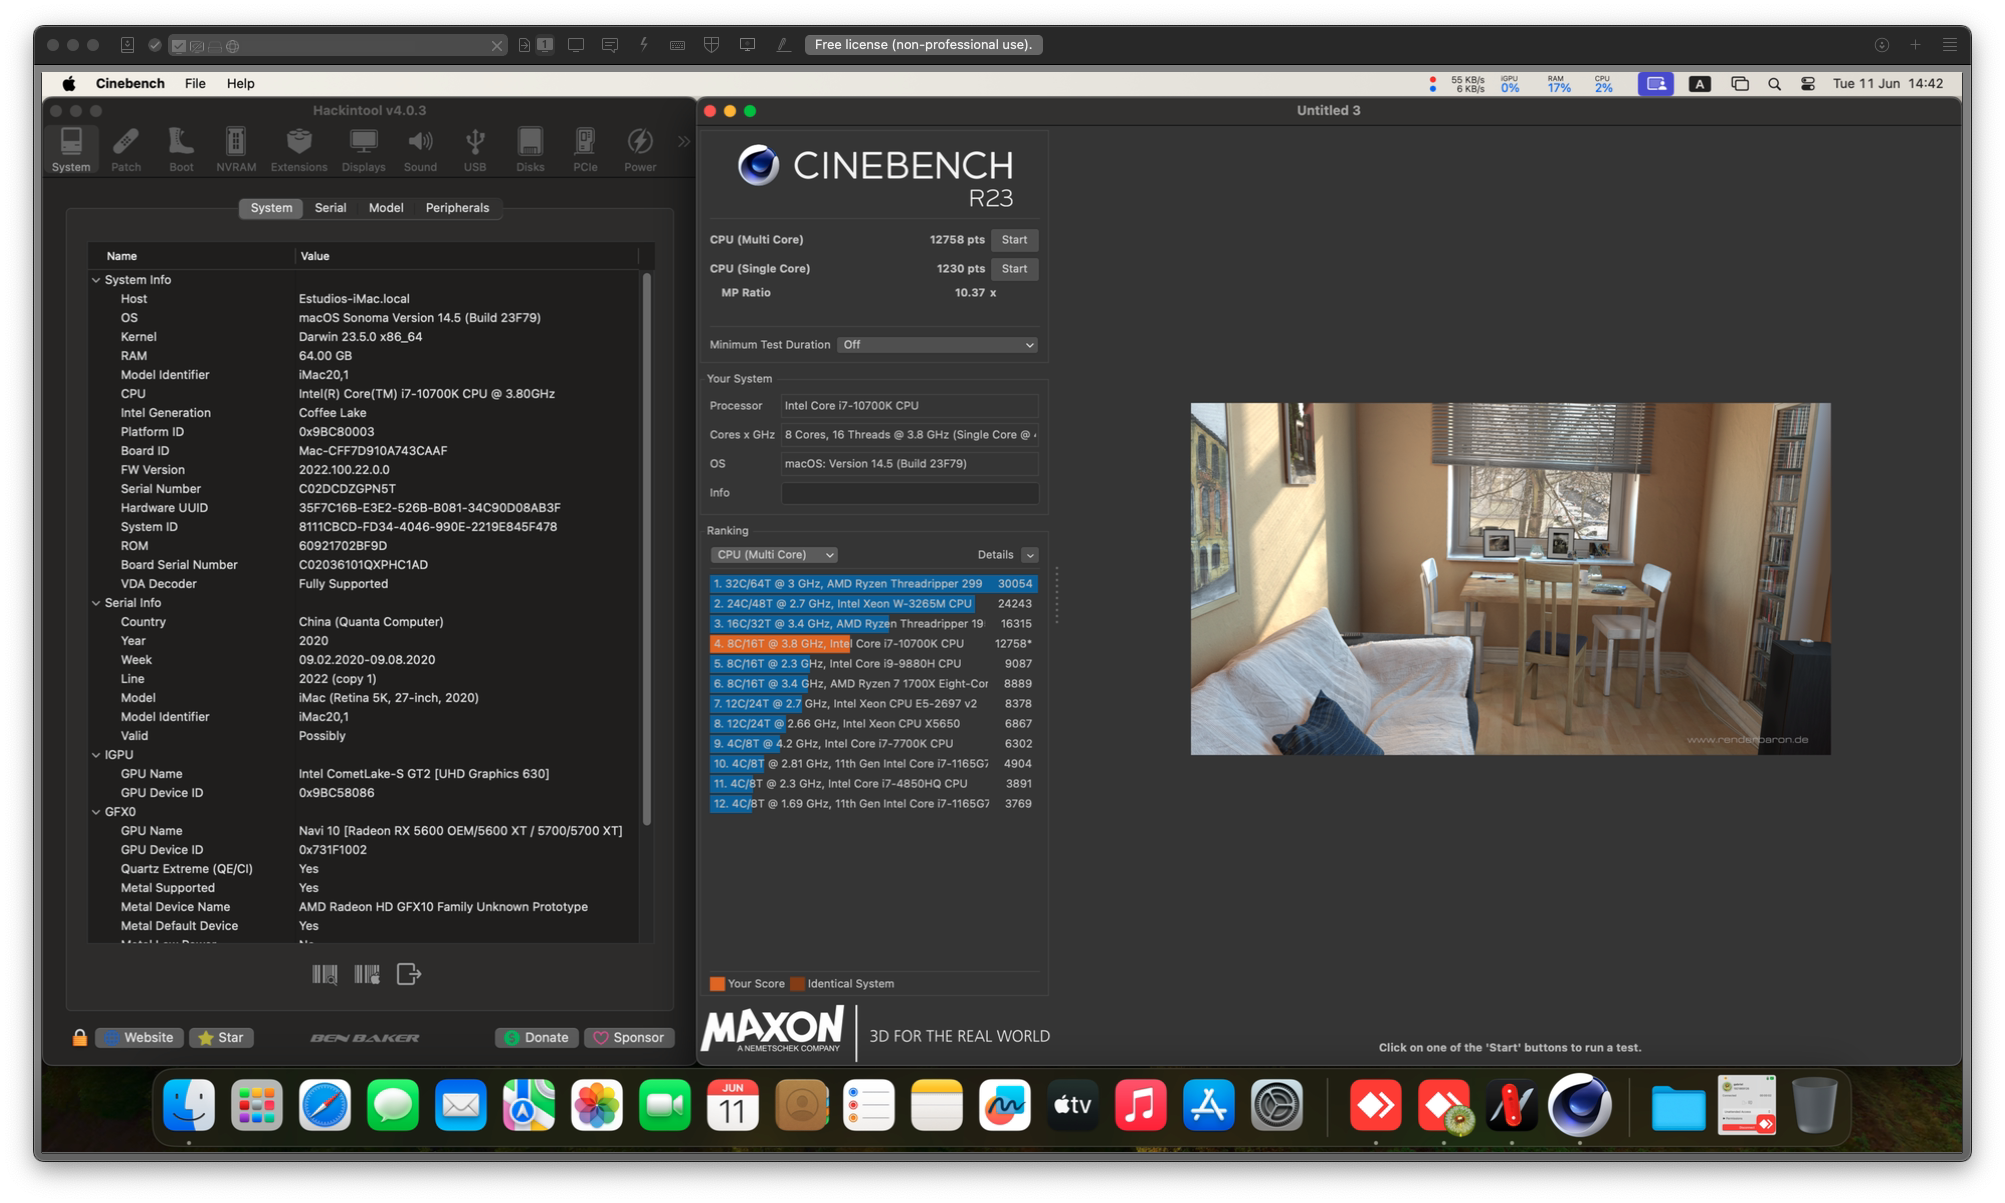 1
Free license (non-professional use).
Cinebench File Help
55 KB/s
6 KB/s
IGPU
0%
RAM
17%
CPU
2%
A
Tue 11 Jun 14:42
Hackintool v4.0.3
System Patch Boot NVRAM Extensions Displays Sound USB Disks PCIe Power
System Serial Model Peripherals
Name Value
System Info
Host Estudios-iMac.local
OS macOS Sonoma Version 14.5 (Build 23F79)
Kernel Darwin 23.5.0 x86_64
RAM 64.00 GB
Model Identifier iMac20,1
CPU Intel(R) Core(TM) i7-10700K CPU @ 3.80GHz
Intel Generation Coffee Lake
Platform ID 0x9BC80003
Board ID Mac-CFF7D910A743CAAF
FW Version 2022.100.22.0.0
Serial Number C02DCDZGPN5T
Hardware UUID 35F7C16B-E3E2-526B-B081-34C90D08AB3F
System ID 8111CBCD-FD34-4046-990E-2219E845F478
ROM 60921702BF9D
Board Serial Number C02036101QXPHC1AD
VDA Decoder Fully Supported
Serial Info
Country China (Quanta Computer)
Year 2020
Week 09.02.2020-09.08.2020
Line 2022 (copy 1)
Model iMac (Retina 5K, 27-inch, 2020)
Model Identifier iMac20,1
Valid Possibly
IGPU
GPU Name Intel CometLake-S GT2 [UHD Graphics 630]
GPU Device ID 0x9BC58086
GFX0
GPU Name Navi 10 [Radeon RX 5600 OEM/5600 XT / 5700/5700 XT]
GPU Device ID 0x731F1002
Quartz Extreme (QE/CI) Yes
Metal Supported Yes
Metal Device Name AMD Radeon HD GFX10 Family Unknown Prototype
Metal Default Device Yes
Website Star BEN BAKER Donate Sponsor
Untitled 3
CINEBENCH
R23
CPU (Multi Core) 12758 pts Start
CPU (Single Core) 1230 pts Start
MP Ratio 10.37 x
Minimum Test Duration Off
Your System
Processor Intel Core i7-10700K CPU
Cores x GHz 8 Cores, 16 Threads @ 3.8 GHz (Single Core @
OS macOS: Version 14.5 (Build 23F79)
Info
Ranking
CPU (Multi Core) Details
1. 32C/64T @ 3 GHz, AMD Ryzen Threadripper 299 30054
2. 24C/48T @ 2.7 GHz, Intel Xeon W-3265M CPU 24243
3. 16C/32T @ 3.4 GHz, AMD Ryzen Threadripper 19 16315
4. 8C/16T @ 3.8 GHz, Intel Core i7-10700K CPU 12758*
5. 8C/16T @ 2.3 GHz, Intel Core i9-9880H CPU 9087
6. 8C/16T @ 3.4 GHz, AMD Ryzen 7 1700X Eight-Cor 8889
7. 12C/24T @ 2.7 GHz, Intel Xeon CPU E5-2697 v2 8378
8. 12C/24T @ 2.66 GHz, Intel Xeon CPU X5650 6867
9. 4C/8T @ 4.2 GHz, Intel Core i7-7700K CPU 6302
10. 4C/8T @ 2.81 GHz, 11th Gen Intel Core i7-1165G7 4904
11. 4C/8T @ 2.3 GHz, Intel Core i7-4850HQ CPU 3891
12. 4C/8T @ 1.69 GHz, 11th Gen Intel Core i7-1165G7 3769
Your Score Identical System
MAXON
A NEMETSCHEK COMPANY
3D FOR THE REAL WORLD
www.renderbaron.de
Click on one of the 'Start' buttons to run a test.
JUN
11
tv